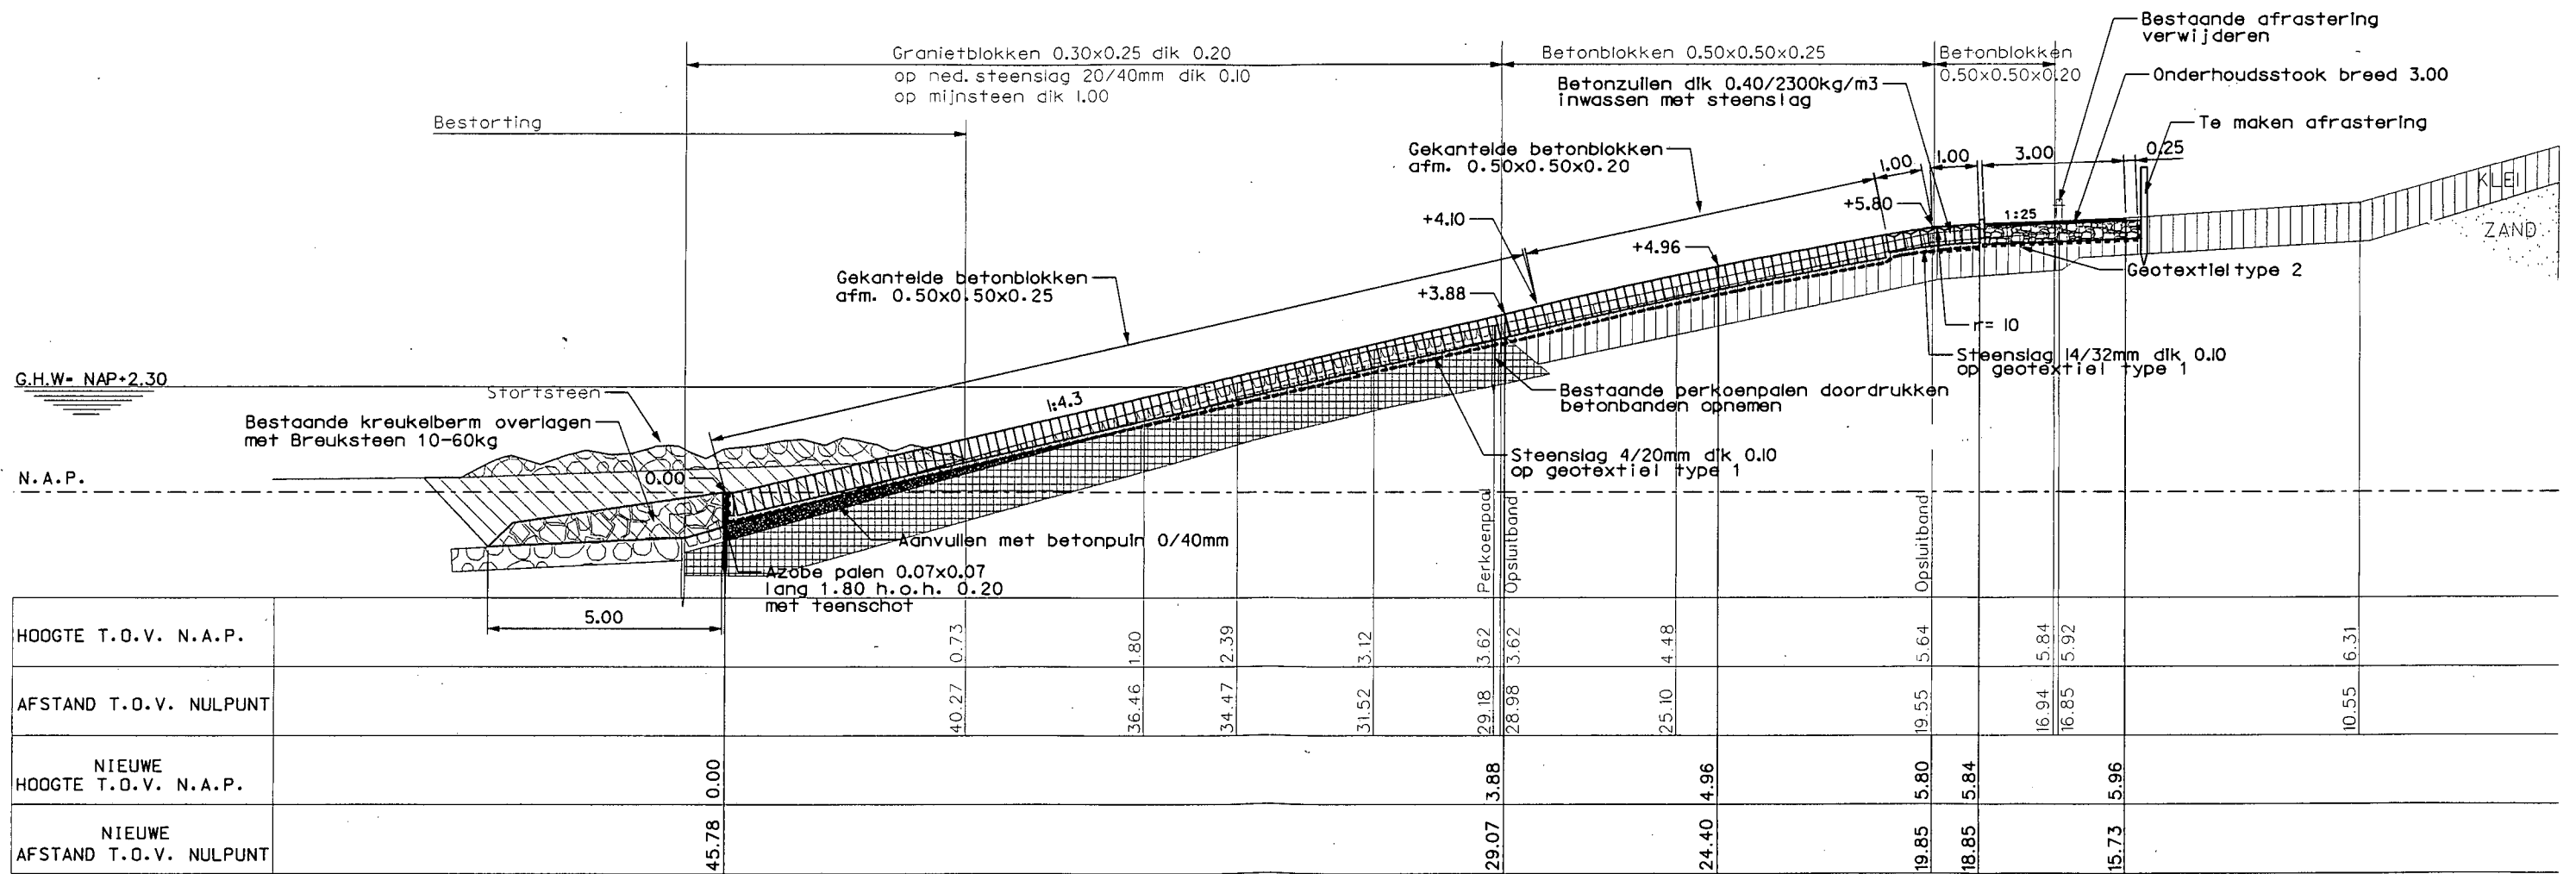 Bestaande afrastering
verwijderen
Granietblokken 0.30x0.25 dik 0.20
op ned. steenslag 20/40mm dik 0.10
op mijnsteen dik 1.00
Betonblokken 0.50x0.50x0.25
Betonblokken
0.50x0.50x0.20
Onderhoudsstook breed 3.00
Betonzuilen dik 0.40/2300kg/m3
inwassen met steenslag
Bestorting
Te maken afrastering
Gekantelde betonblokken
afm. 0.50x0.50x0.20
1.00
1.00
3.00
0.25
KLEI
ZAND
+5.80
1:25
+4.10
+4.96
Geotextiel type 2
Gekantelde betonblokken
afm. 0.50x0.50x0.25
+3.88
r= 10
Steenslag 14/32mm dik 0.10
op geotextiel type 1
G.H.W= NAP+2.30
Stortsteen
1:4.3
Bestaande perkoenpalen doordrukken
betonbanden opnemen
Bestaande kreukelberm overlagen
met Breuksteen 10-60kg
Steenslag 4/20mm dik 0.10
op geotextiel type 1
N.A.P.
0.00
Perkoenpaal
Opsluitband
Opsluitband
Aanvullen met betonpuin 0/40mm
Azobe palen 0.07x0.07
lang 1.80 h.o.h. 0.20
met teenschot
5.00
HOOGTE T.O.V. N.A.P.
0.73
1.80
2.39
3.12
3.62
3.62
4.48
5.64
5.84
5.92
6.31
AFSTAND T.O.V. NULPUNT
40.27
36.46
34.47
31.52
29.18
28.98
25.10
19.55
16.94
16.85
10.55
NIEUWE
HOOGTE T.O.V. N.A.P.
0.00
3.88
4.96
5.80
5.84
5.96
NIEUWE
AFSTAND T.O.V. NULPUNT
45.78
29.07
24.40
19.85
18.85
15.73